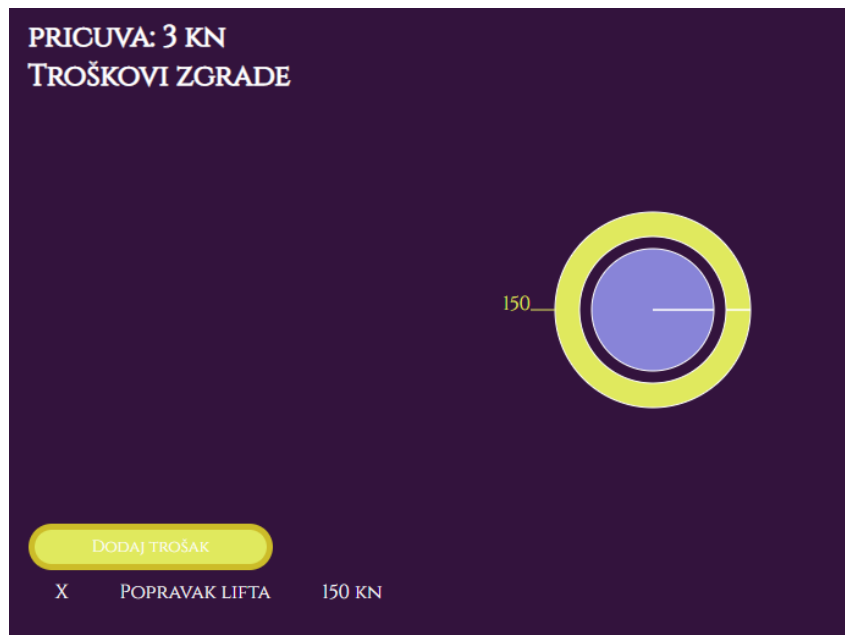 PRICUVA: 3 KN
TROŠKOVI ZGRADE
150
DODAJ TROŠAK
X POPRAVAK LIFTA 150 KN